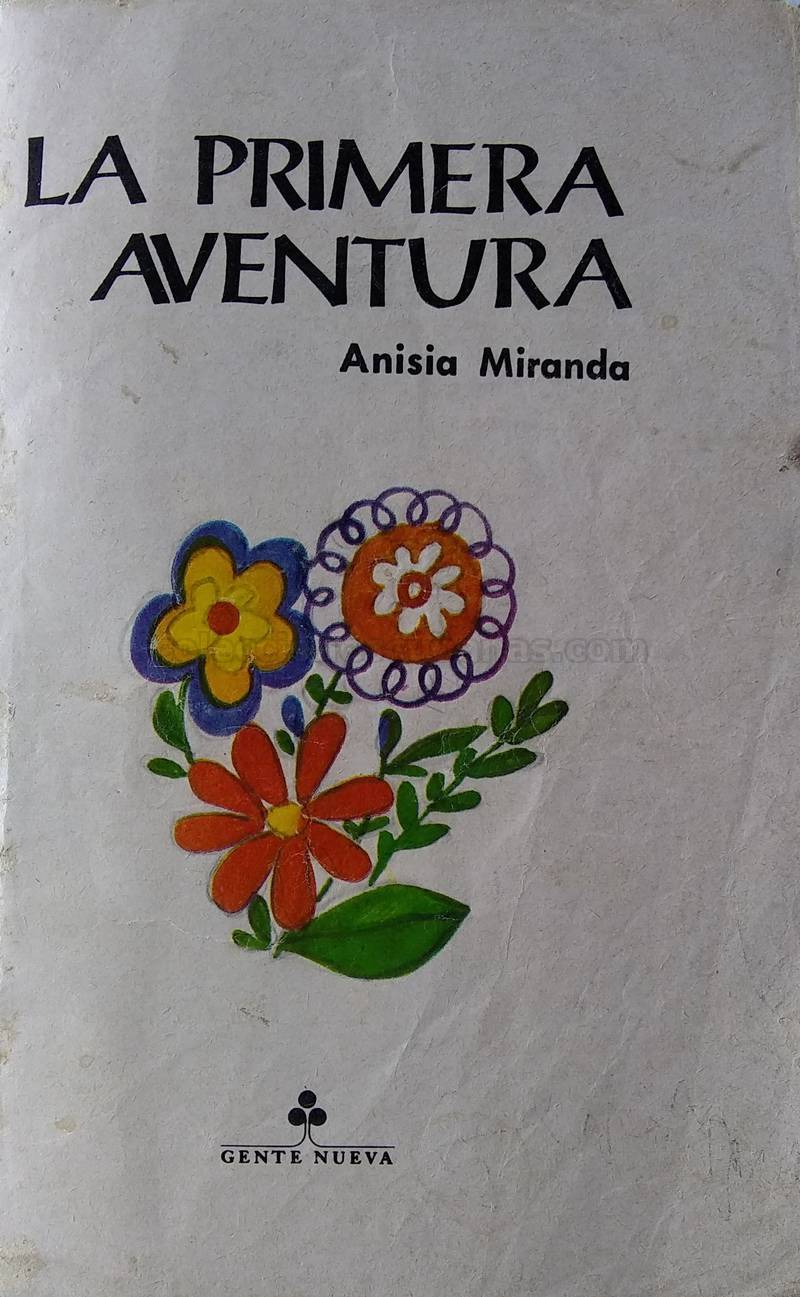 LA PRIMERA
AVENTURA
Anisia Miranda
GENTE NUEVA